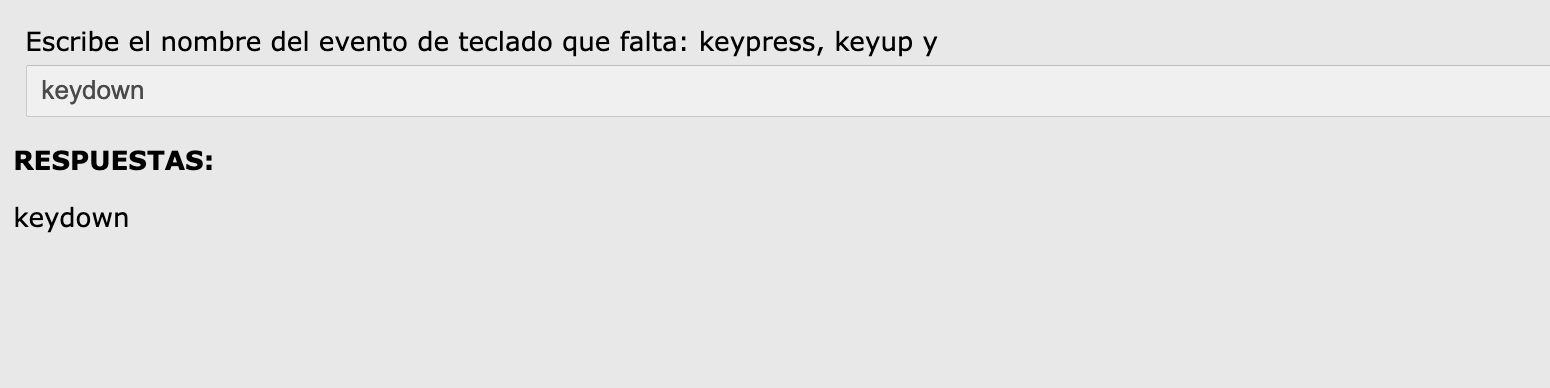 Escribe el nombre del evento de teclado que falta: keypress, keyup y
keydown
RESPUESTAS:
keydown